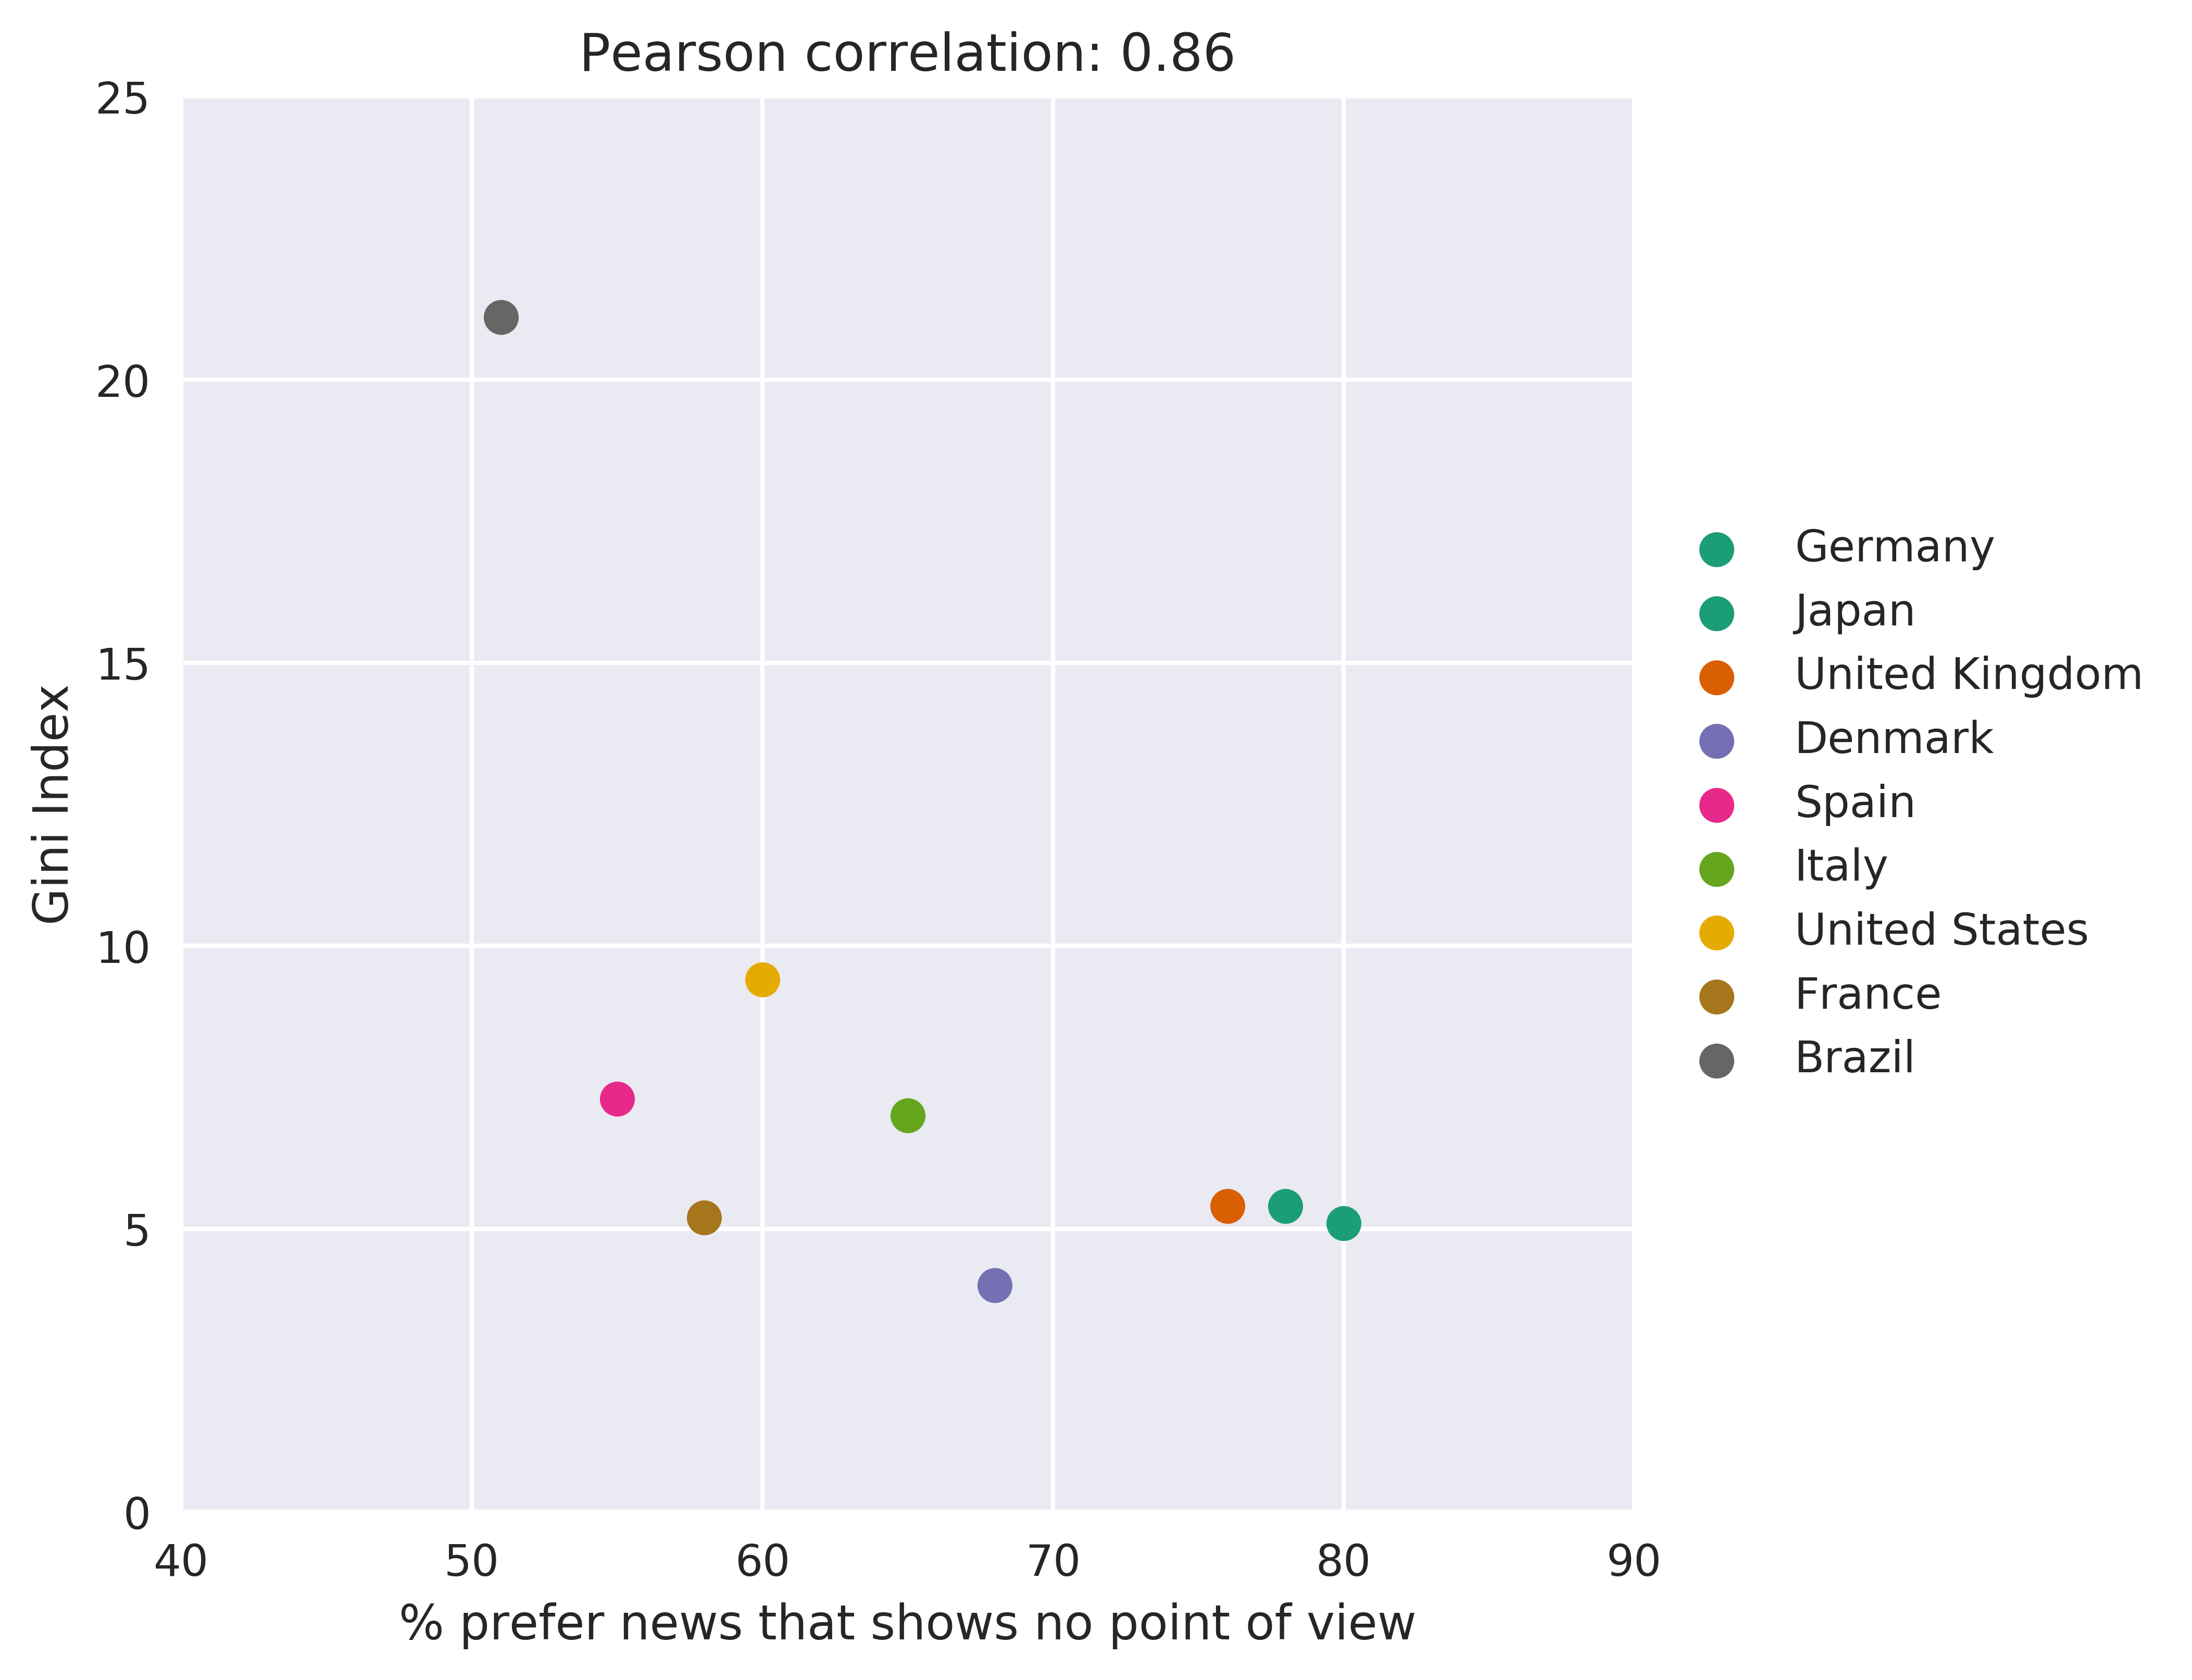 Pearson correlation: 0.86
25
20
15
10
5
0
Gini Index
40 50 60 70 80 90
% prefer news that shows no point of view
Germany
Japan
United Kingdom
Denmark
Spain
Italy
United States
France
Brazil